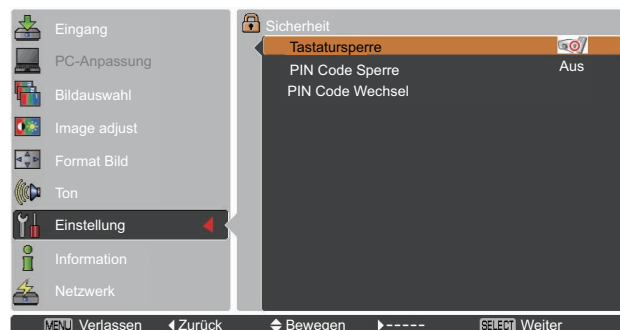 Eingang
PC-Anpassung
Bildauswahl
Image adjust
Format Bild
Ton
Einstellung
Information
Netzwerk
Sicherheit
Tastatursperre
PIN Code Sperre Aus
PIN Code Wechsel
MENU Verlassen Zurück Bewegen ----- SELECT Weiter